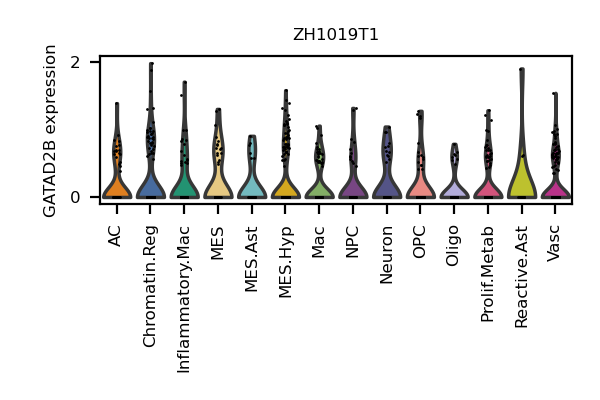 ZH1019T1
GATAD2B expression
2
0
AC
Chromatin.Reg
Inflammatory.Mac
MES
MES.Ast
MES.Hyp
Mac
NPC
Neuron
OPC
Oligo
Prolif.Metab
Reactive.Ast
Vasc